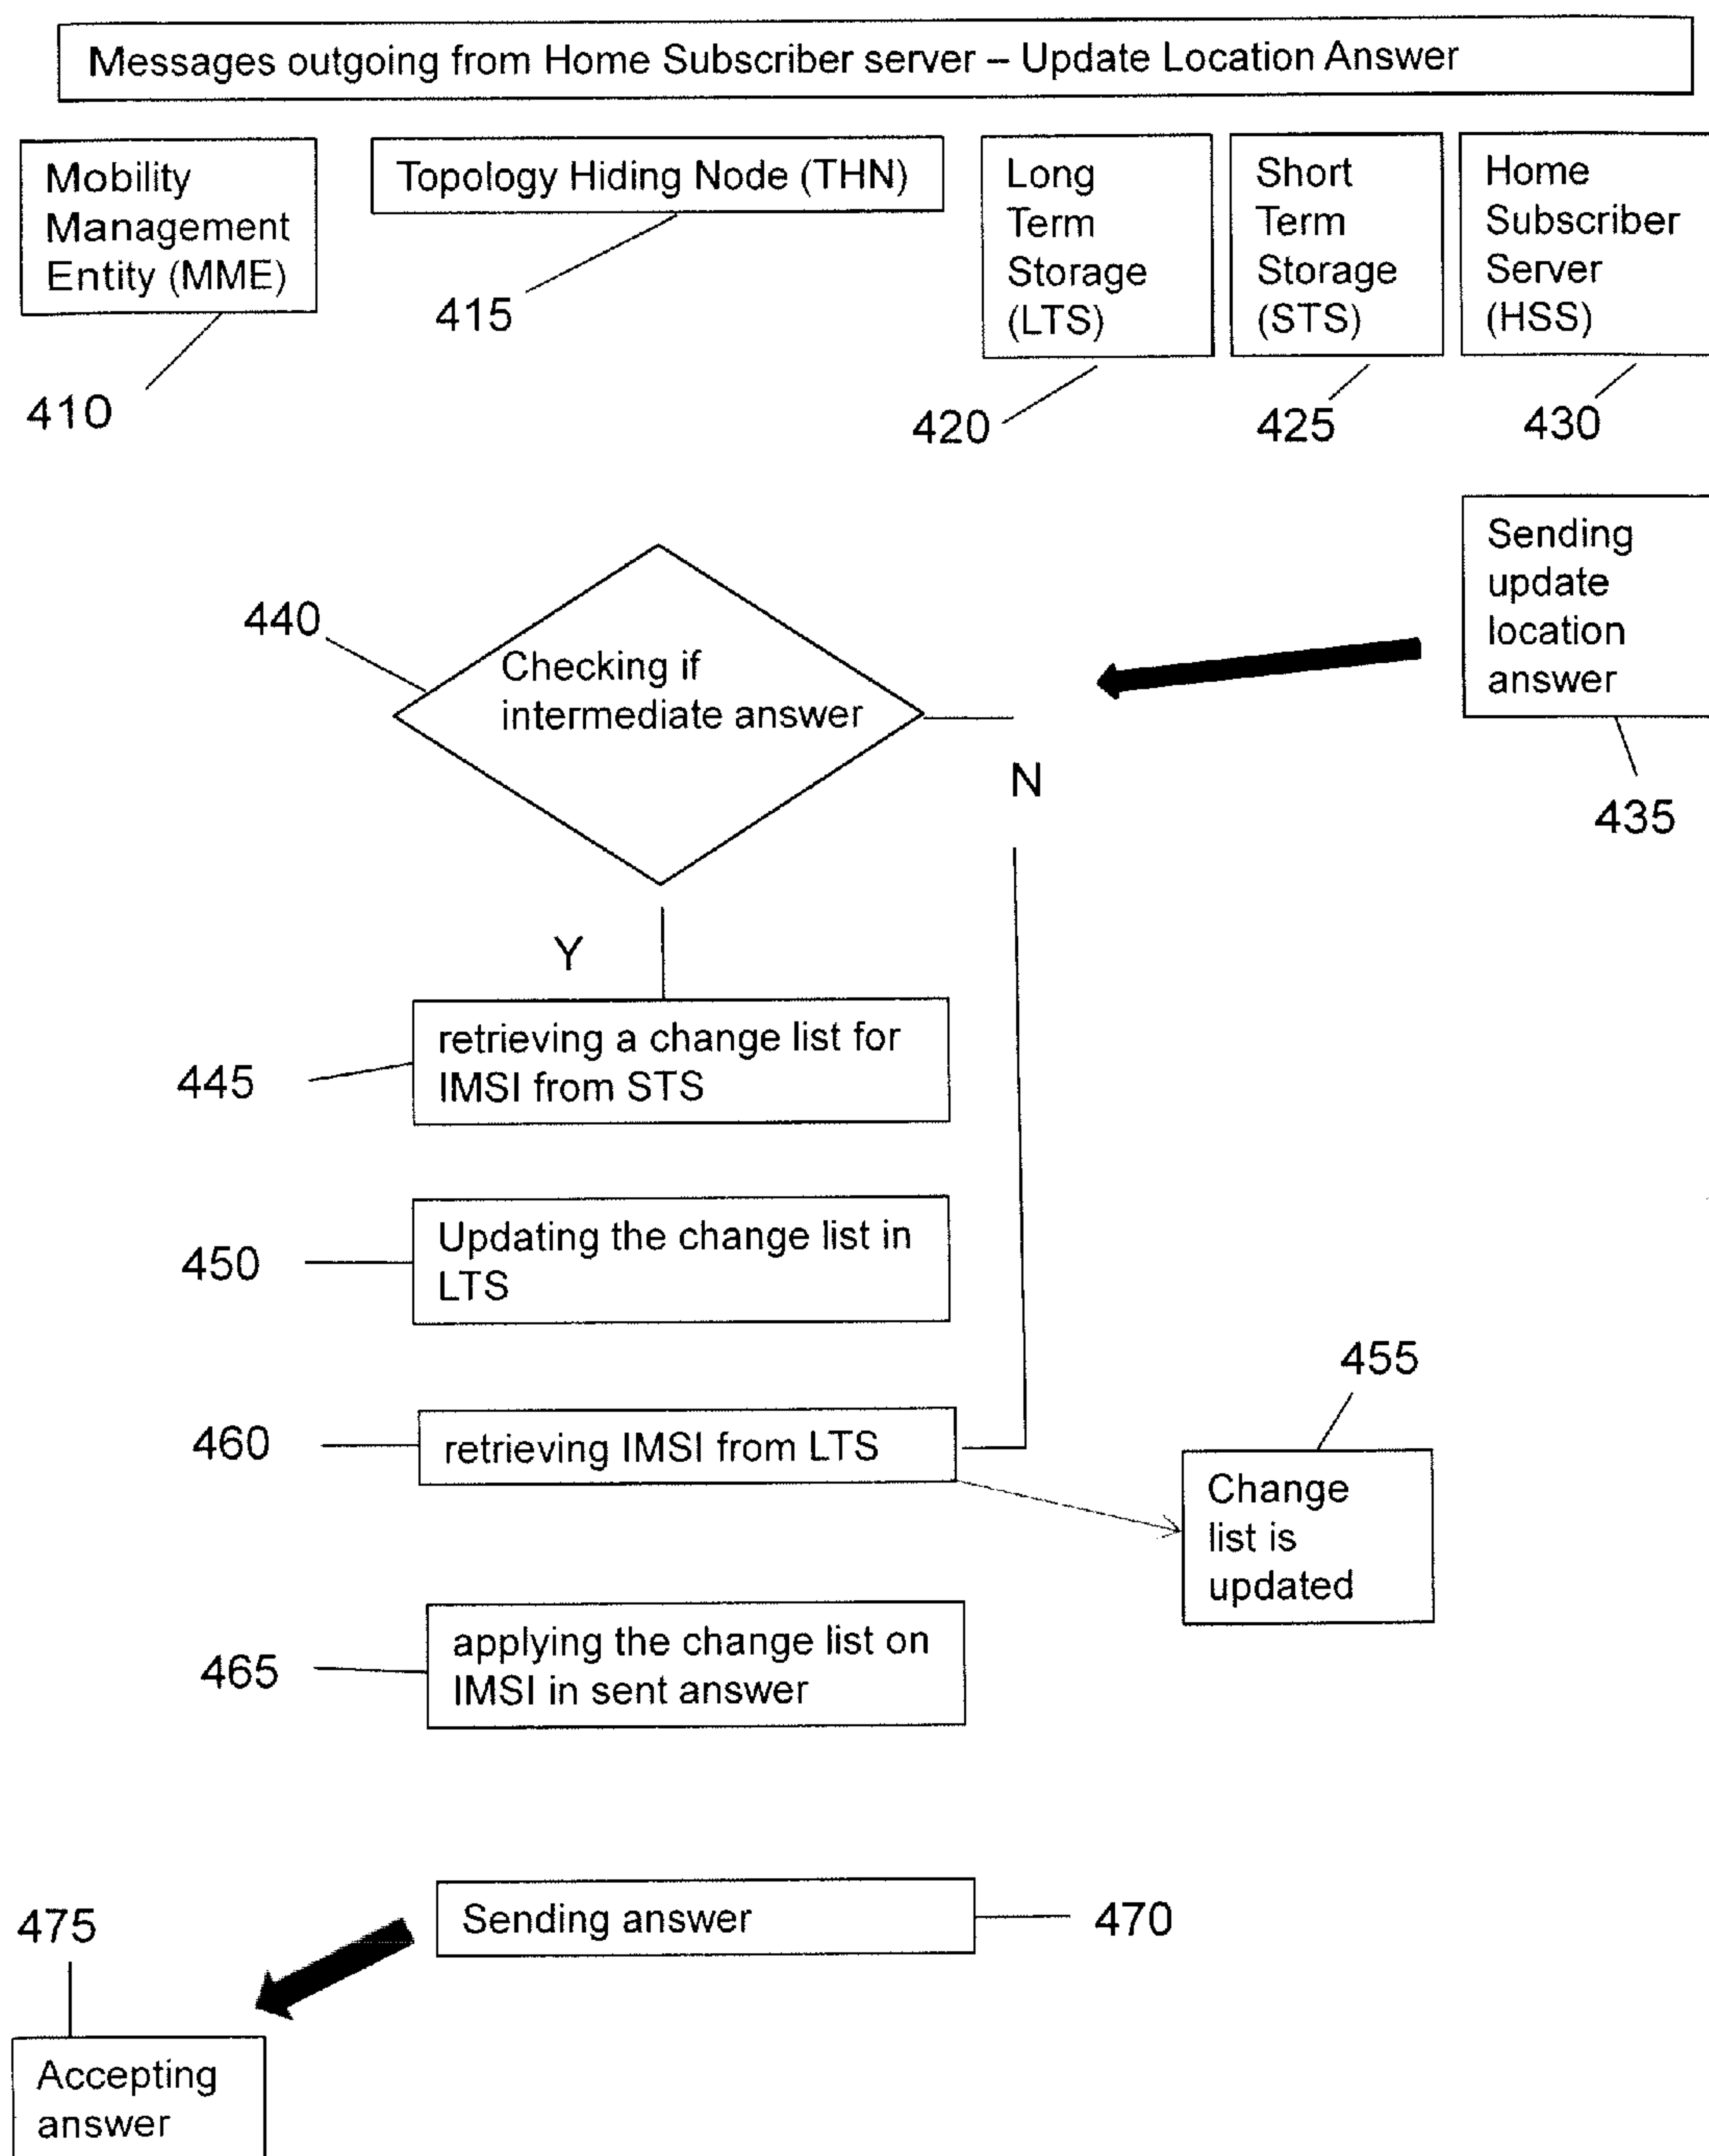 Messages outgoing from Home Subscriber server – Update Location Answer
Mobility
Management
Entity (MME)
Topology Hiding Node (THN)
Long
Term
Storage
(LTS)
Short
Term
Storage
(STS)
Home
Subscriber
Server
(HSS)
410
415
420
425
430
Sending
update
location
answer
435
440
Checking if
intermediate answer
N
Y
445
retrieving a change list for
IMSI from STS
450
Updating the change list in
LTS
455
460
retrieving IMSI from LTS
Change
list is
updated
465
applying the change list on
IMSI in sent answer
475
Sending answer
470
Accepting
answer